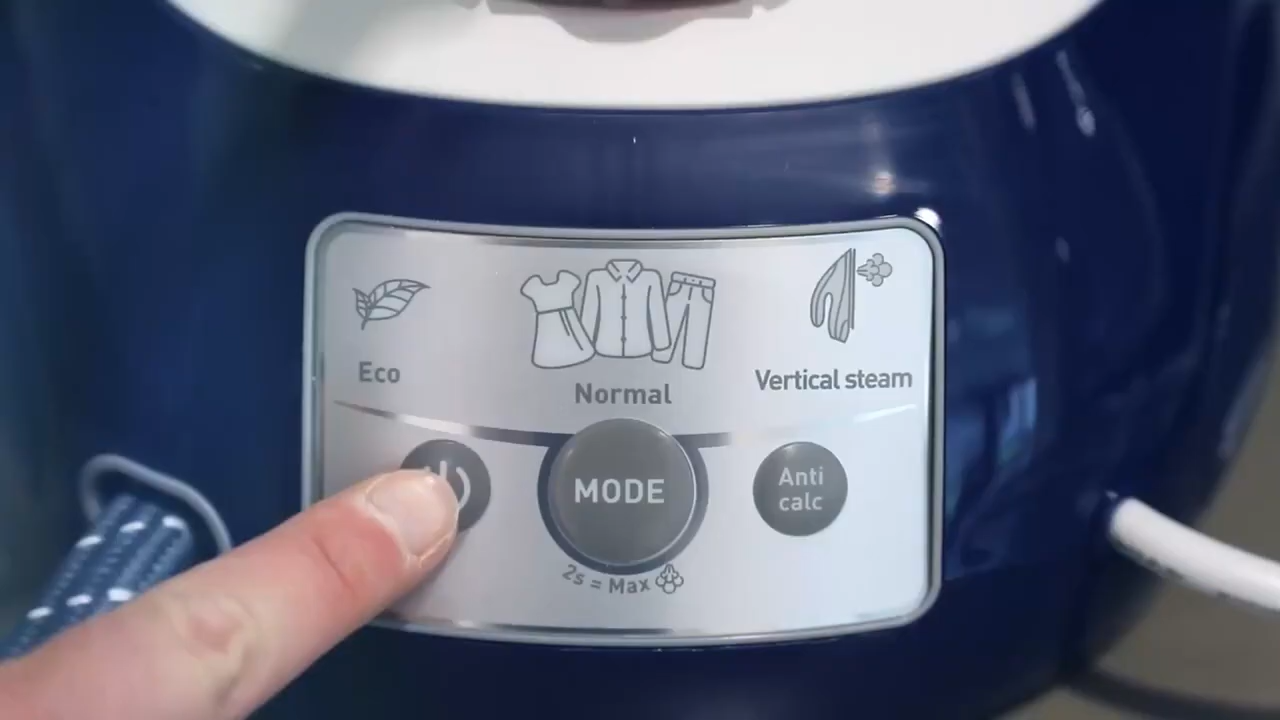 Eco
Normal
Vertical steam
MODE
Anti
calc
2s = Max